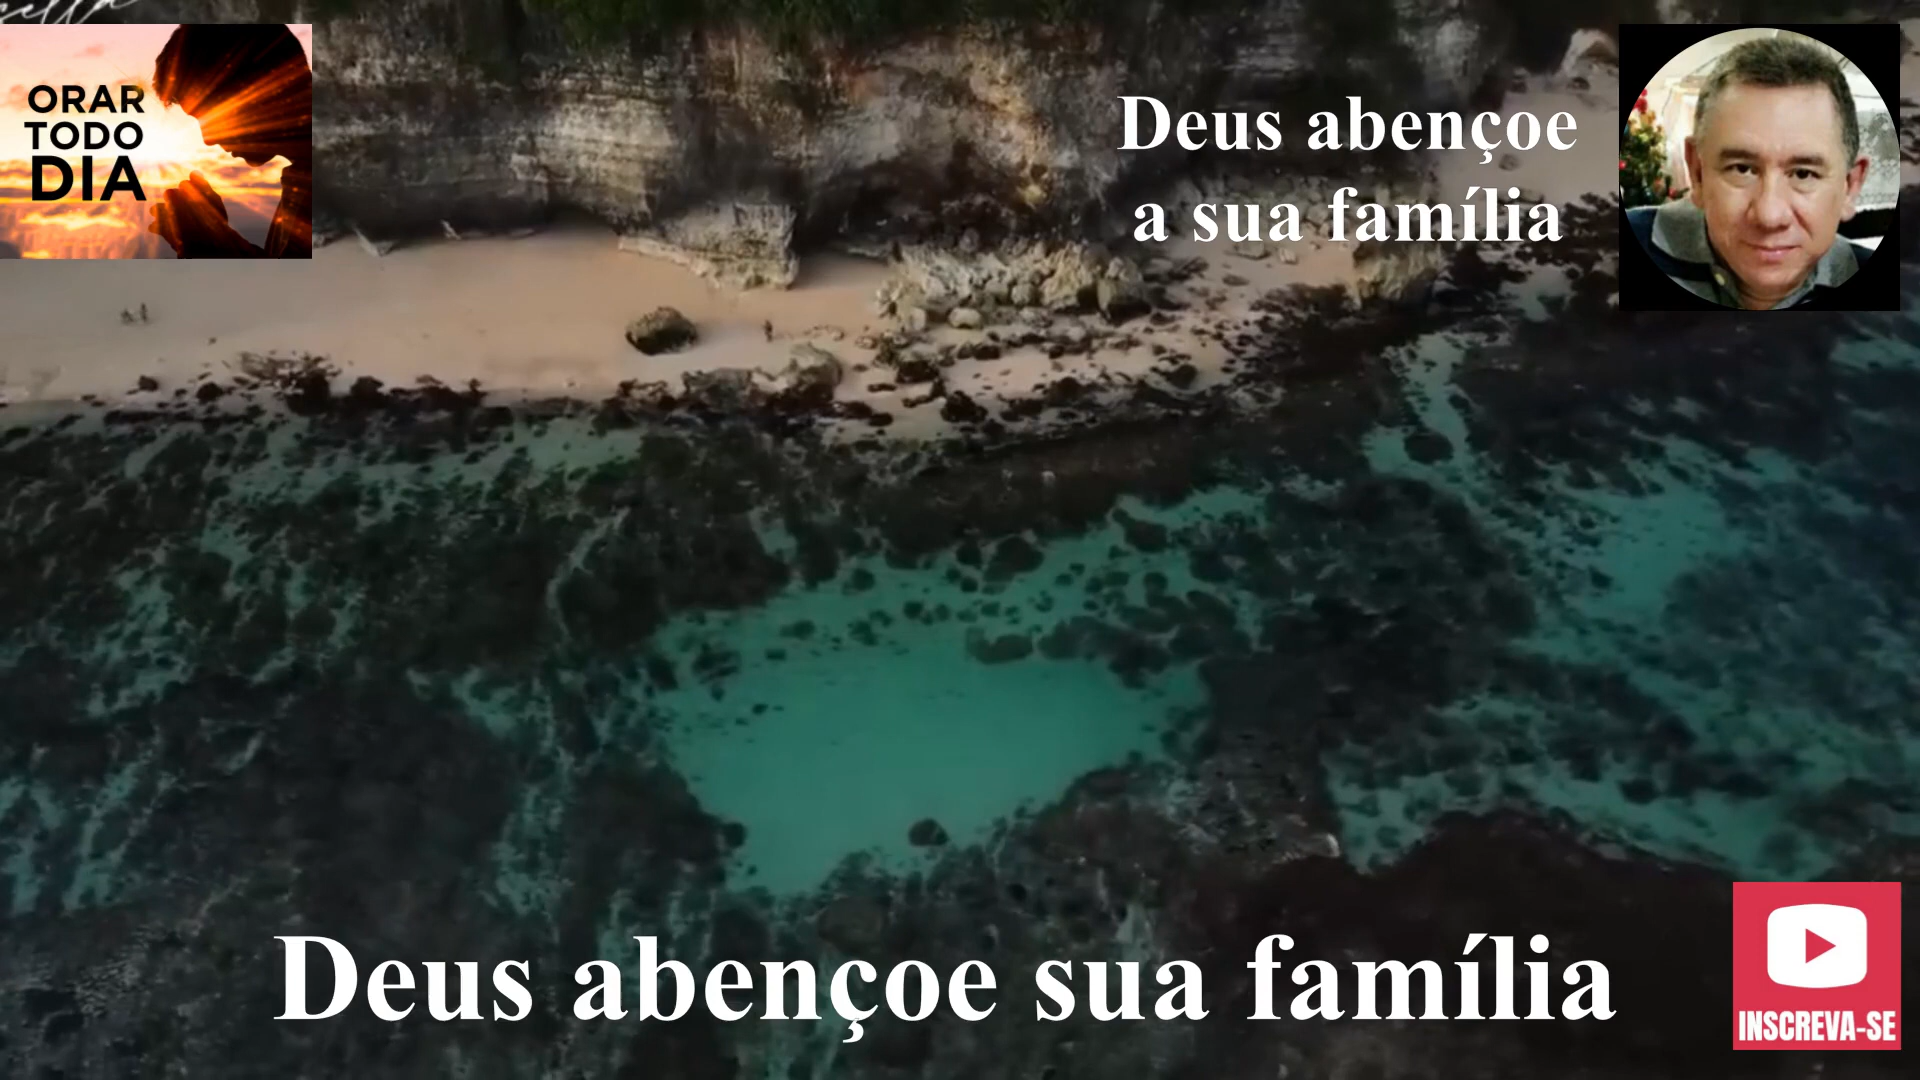 ORAR
TODO
DIA
Deus abençoe
a sua família
Deus abençoe sua família
INSCREVA-SE